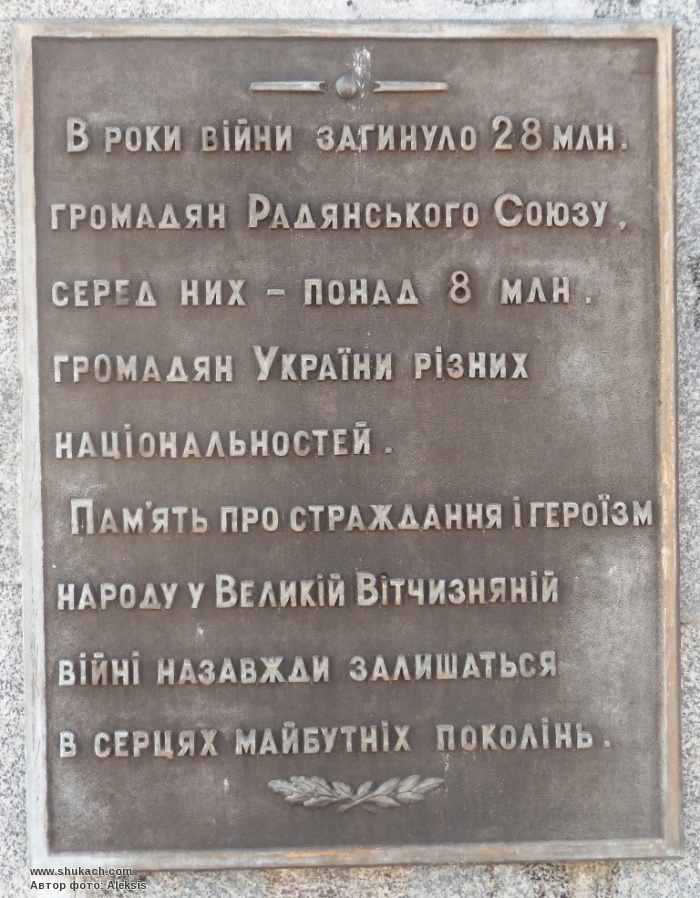 В роки війни загинуло 28 млн.
громадян Радянського Союзу,
серед них – понад 8 млн.
громадян України різних
національностей.
Пам'ять про страждання і героїзм
народу у Великій Вітчизняній
війні назавжди залишаться
в серцях майбутніх поколінь.
www.shukach.com
Автор фото: Aleksis